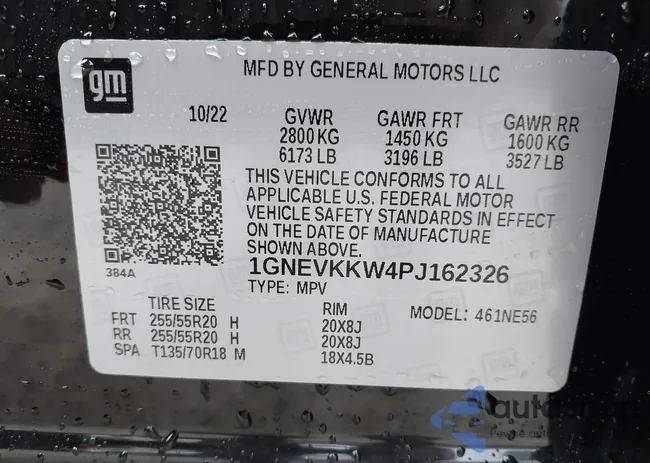 gm
MFD BY GENERAL MOTORS LLC
10/22 GVWR GAWR FRT GAWR RR
2800 KG 1450 KG 1600 KG
6173 LB 3196 LB 3527 LB
THIS VEHICLE CONFORMS TO ALL
APPLICABLE U.S. FEDERAL MOTOR
VEHICLE SAFETY STANDARDS IN EFFECT
ON THE DATE OF MANUFACTURE
SHOWN ABOVE.
384A
1GNEVKKW4PJ162326
TYPE: MPV
TIRE SIZE RIM MODEL: 461NE56
FRT 255/55R20 H 20X8J
RR 255/55R20 H 20X8J
SPA T135/70R18 M 18X4.5B